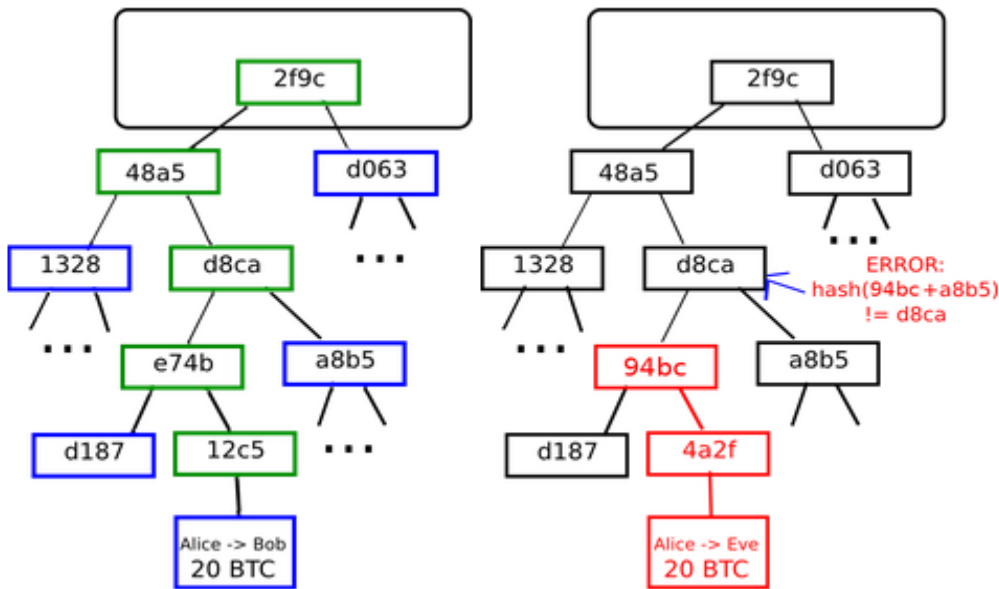 2f9c
48a5
d063
1328
d8ca
...
...
e74b
a8b5
d187
12c5
...
Alice -> Bob
20 BTC
2f9c
48a5
d063
1328
d8ca
...
ERROR:
hash(94bc+a8b5)
!= d8ca
...
94bc
a8b5
d187
4a2f
Alice -> Eve
20 BTC